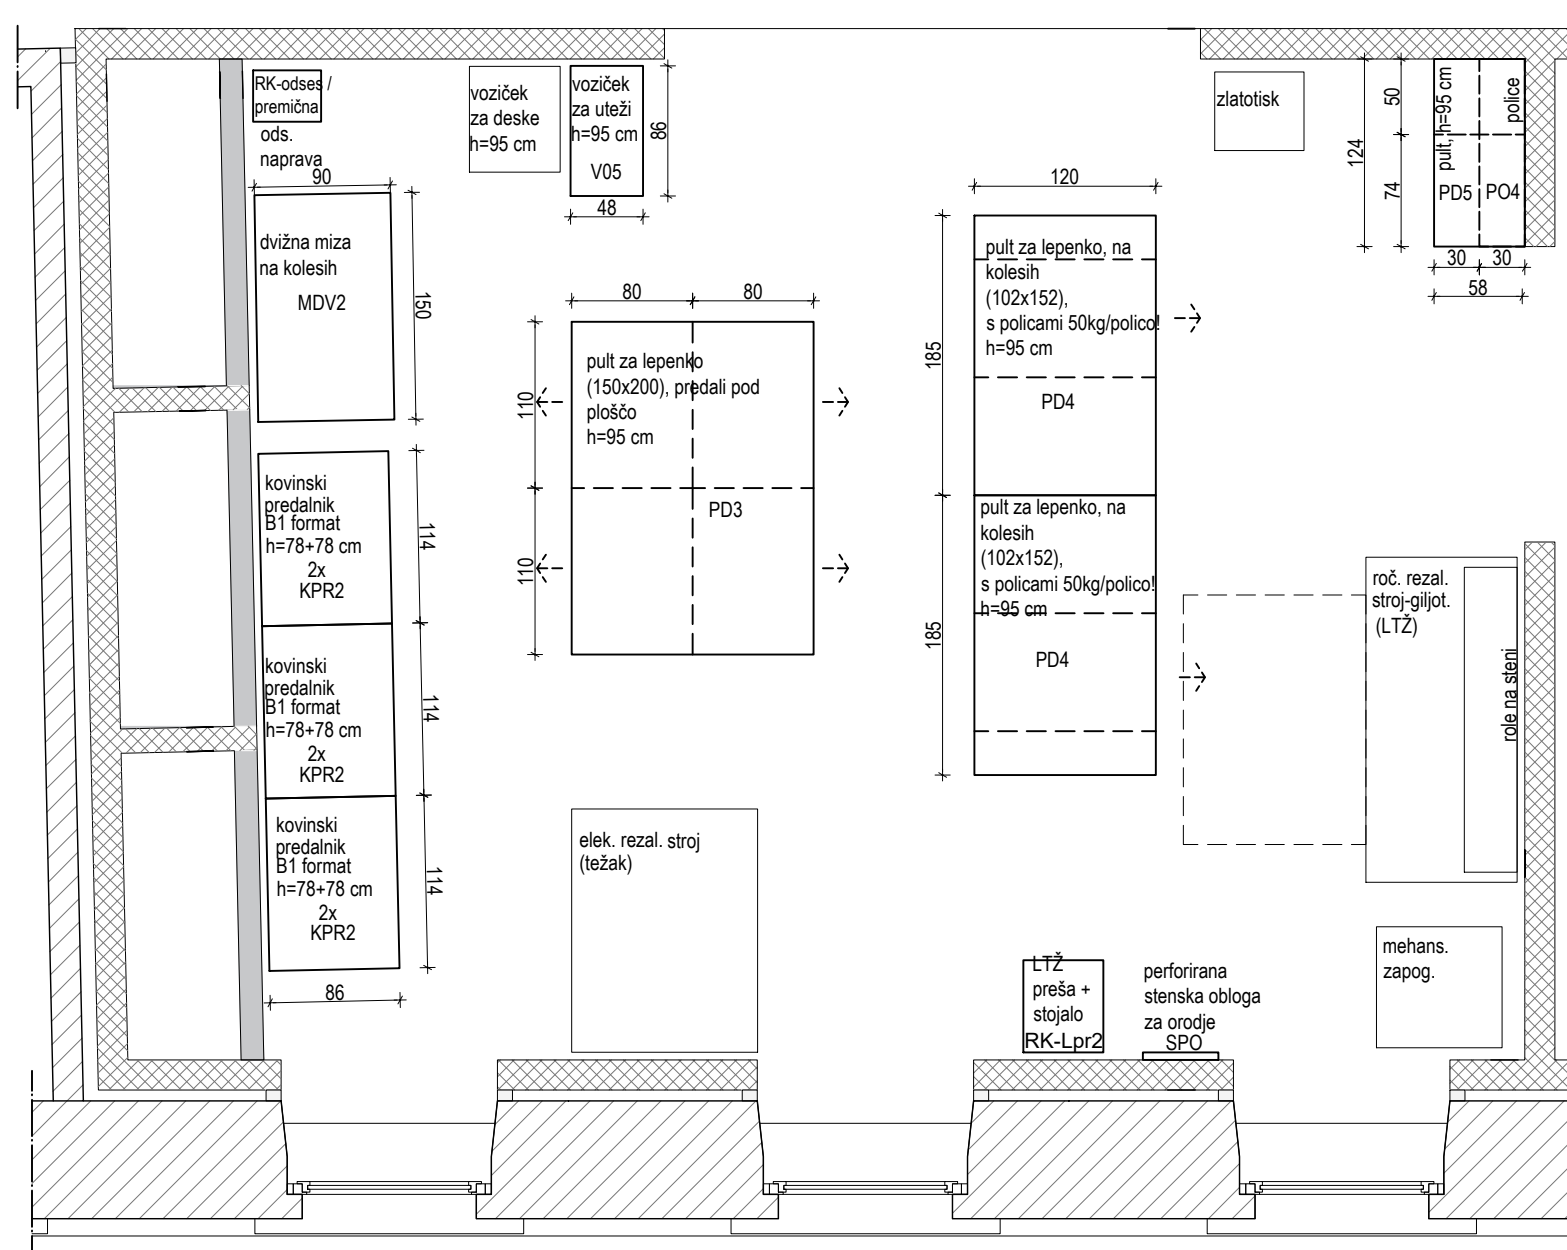 RK-odses /
premična
ods.
naprava
90
dvižna miza
na kolesih
MDV2
150
kovinski
predalnik
B1 format
h=78+78 cm
2x
KPR2
114
kovinski
predalnik
B1 format
h=78+78 cm
2x
KPR2
114
kovinski
predalnik
B1 format
h=78+78 cm
2x
KPR2
114
86
voziček
za deske
h=95 cm
voziček
za uteži
h=95 cm
V05
86
48
80
80
110
110
pult za lepenko
(150x200), predali pod
ploščo
h=95 cm
PD3
elek. rezal. stroj
(težak)
120
185
185
pult za lepenko, na
kolesih
(102x152),
s policami 50kg/polico!
h=95 cm
PD4
pult za lepenko, na
kolesih
(102x152),
s policami 50kg/polico!
h=95 cm
PD4
zlatotisk
124
50
74
pult, h=95 cm
police
PD5
PO4
30
30
58
roč. rezal.
stroj-giljot.
(LTŽ)
role na steni
mehans.
zapog.
LTŽ
preša +
stojalo
RK-Lpr2
perforirana
stenska obloga
za orodje
SPO